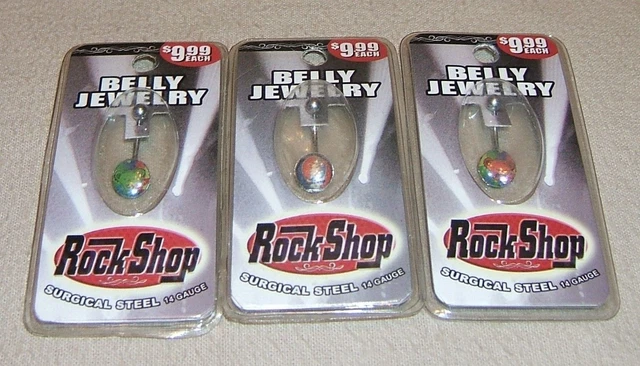 $9.99
EACH
BELLY
JEWELRY
RockShop
SURGICAL STEEL 14 GAUGE
$9.99
EACH
BELLY
JEWELRY
RockShop
SURGICAL STEEL 14 GAUGE
$9.99
EACH
BELLY
JEWELRY
RockShop
SURGICAL STEEL 14 GAUGE